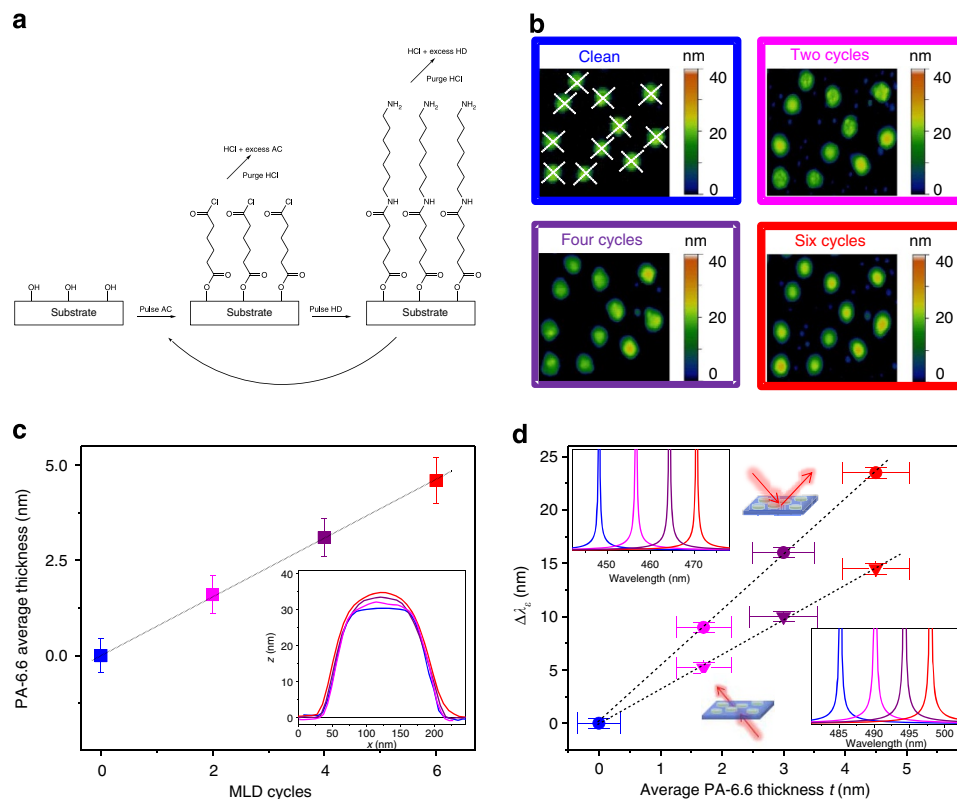 a
HCl + excess HD
Purge HCl
NH2 NH2 NH2
HCl + excess AC
Purge HCl
O Cl O Cl O Cl
O NH O NH O NH
O O O
O O O
O O O
O O O
OH OH OH
Substrate
Pulse AC
Substrate
Pulse HD
Substrate
b
Clean
nm
40
20
0
Two cycles
nm
40
20
0
Four cycles
nm
40
20
0
Six cycles
nm
40
20
0
c
PA-6.6 average thickness (nm)
5.0
2.5
0.0
0 2 4 6
MLD cycles
z (nm)
40
35
30
25
20
15
10
5
0
0 50 100 150 200
x (nm)
d
Δλε (nm)
25
20
15
10
5
0
0 1 2 3 4 5
Average PA-6.6 thickness t (nm)
450 460 470
Wavelength (nm)
485 490 495 500
Wavelength (nm)